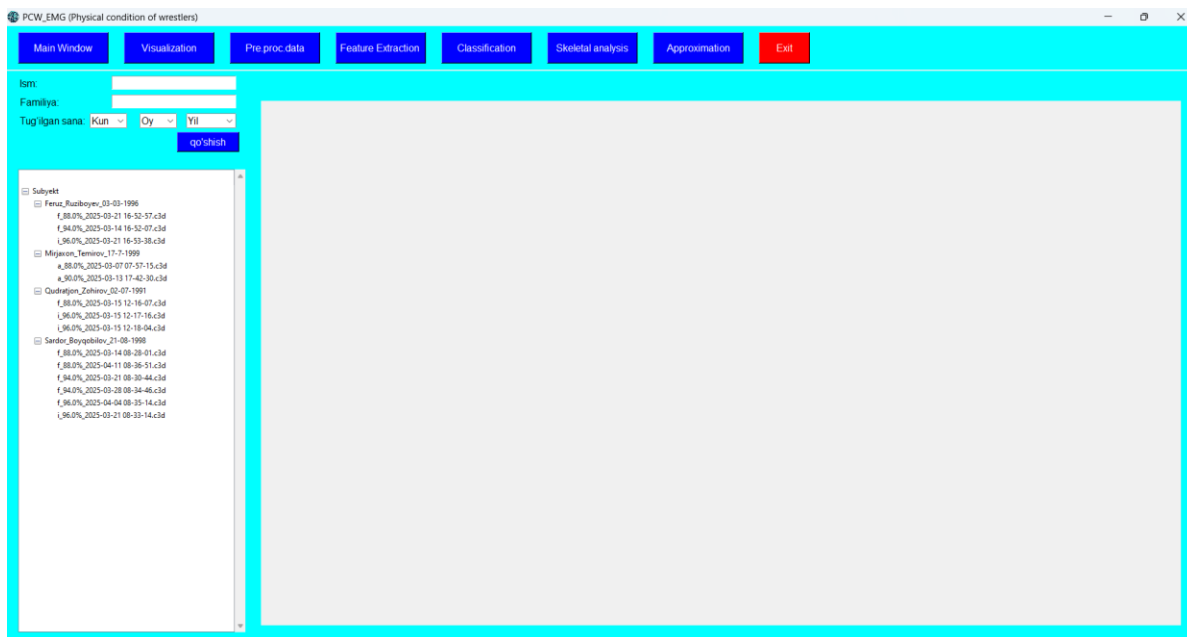 PCW_EMG (Physical condition of wrestlers)
Main Window Visualization Pre.proc.data Feature Extraction Classification Skeletal analysis Approximation Exit
Ism:
Familiya:
Tug'ilgan sana: Kun Oy Yil
qo'shish
Subyekt
Feruz_Ruziboyev_03-03-1996
f_88.0%_2025-03-21 16-52-57.c3d
f_94.0%_2025-03-14 16-52-07.c3d
i_96.0%_2025-03-21 16-53-38.c3d
Mirjaxon_Temirov_17-7-1999
a_88.0%_2025-03-07 07-57-15.c3d
a_90.0%_2025-03-13 17-42-30.c3d
Qudratjon_Zohirov_02-07-1991
f_88.0%_2025-03-15 12-16-07.c3d
i_96.0%_2025-03-15 12-17-16.c3d
i_96.0%_2025-03-15 12-18-04.c3d
Sardor_Boyqobilov_21-08-1998
f_88.0%_2025-03-14 08-28-01.c3d
f_88.0%_2025-04-11 08-36-51.c3d
f_94.0%_2025-03-21 08-30-44.c3d
f_94.0%_2025-03-28 08-34-46.c3d
f_96.0%_2025-04-04 08-35-14.c3d
i_96.0%_2025-03-21 08-33-14.c3d